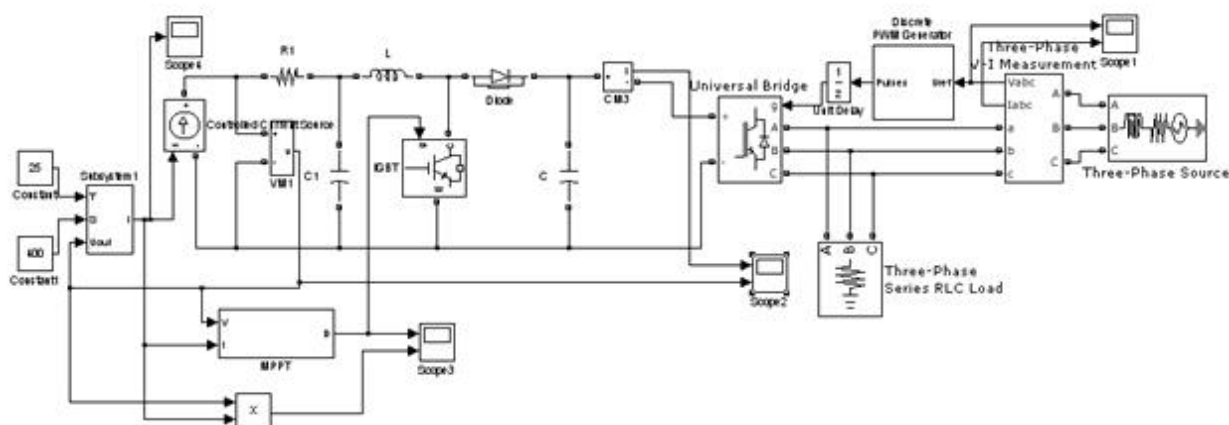 Scope4
R1
L
Diode
CM3
Controlled Current Source
VM1
C1
IGBT
C
25
Constant
400
Constant1
Subsystem1
T
G
I
MPPT
V
I
D
X
Scope3
Scope2
Universal Bridge
g
A
B
C
Unit Delay
1
z
Discrete
PWM Generator
Pulses
Uref
Three-Phase
V-I Measurement
Vabc
Iabc
a
b
c
A
B
C
Scope1
A
B
C
Three-Phase Source
A
B
C
Three-Phase
Series RLC Load